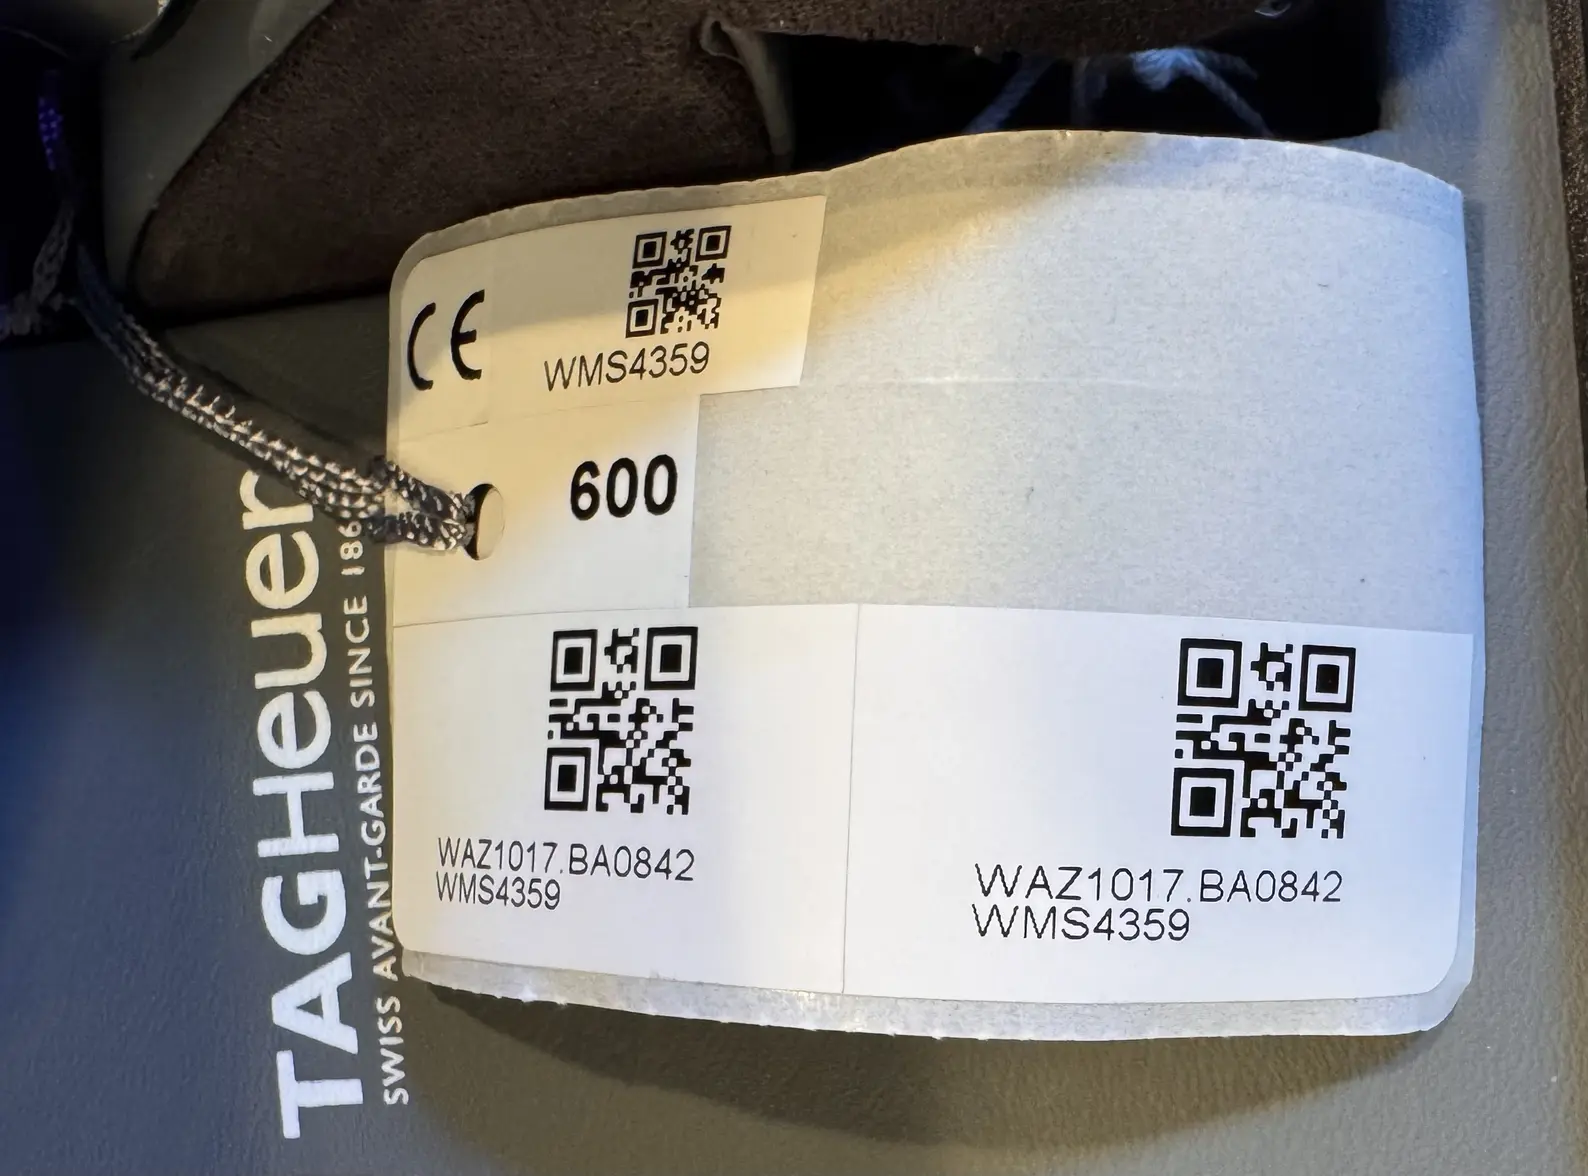 CE
WMS4359
600
WAZ1017.BA0842
WMS4359
WAZ1017.BA0842
WMS4359
TAGHeuer
SWISS AVANT-GARDE SINCE 186